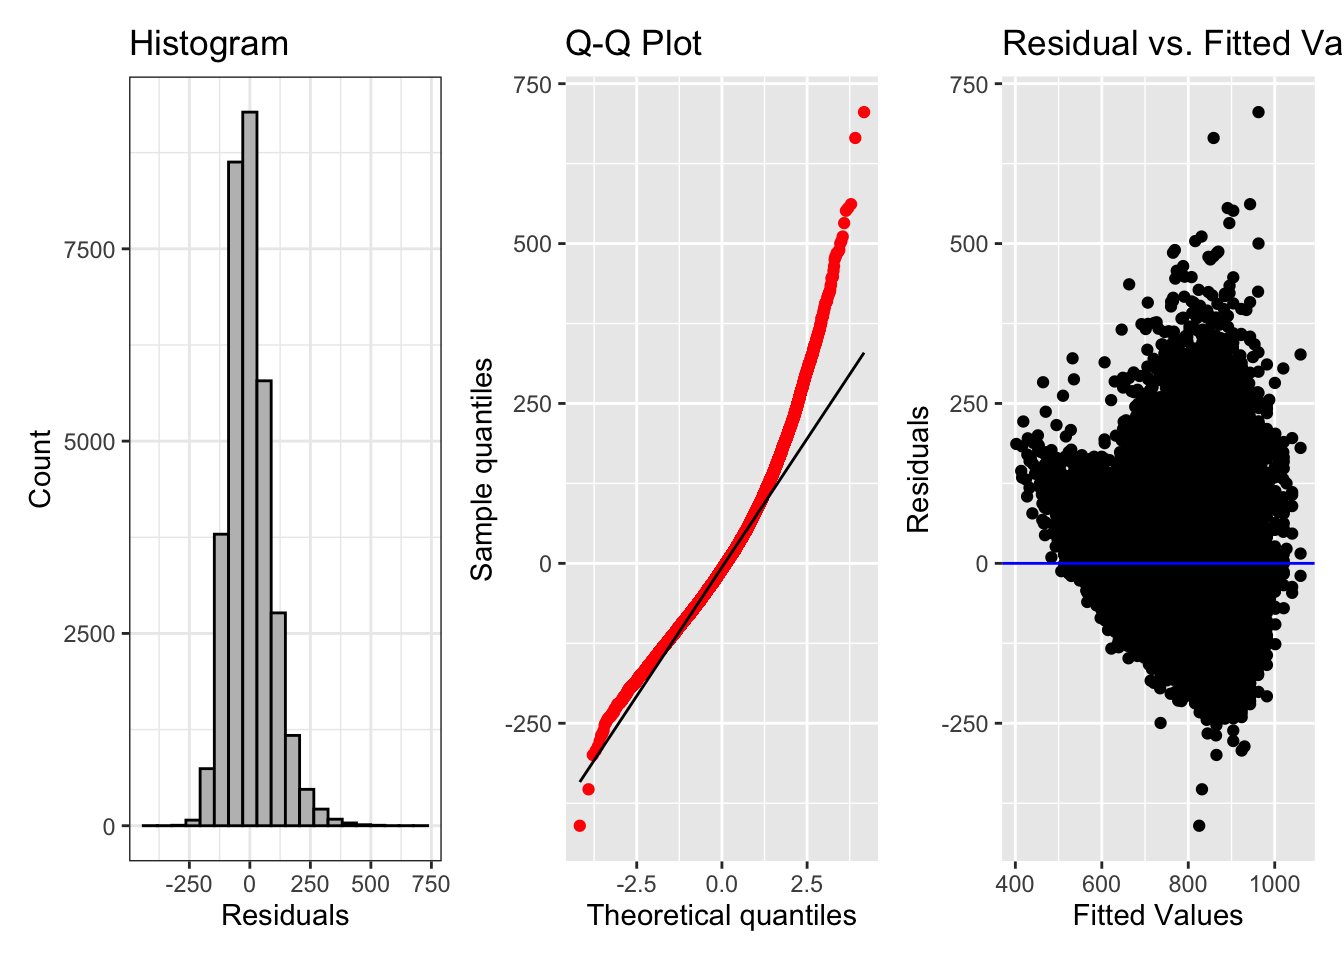 Histogram
Count
7500
5000
2500
0
-250 0 250 500 750
Residuals
Q-Q Plot
Sample quantiles
750
500
250
0
-250
-2.5 0.0 2.5
Theoretical quantiles
Residual vs. Fitted Va
Residuals
750
500
250
0
-250
400 600 800 1000
Fitted Values